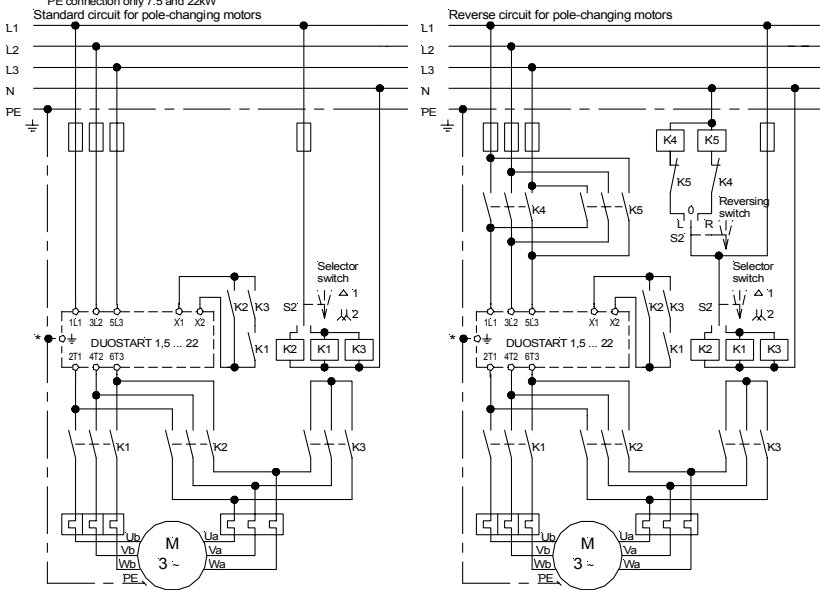 PE connection only 7.5 and 22kW
Standard circuit for pole-changing motors
L1
L2
L3
N
PE
Selector
switch
S2
1
2
K2 K3
K1
1L1 3L2 5L3 X1 X2
DUOSTART 1,5 ... 22
*
2T1 4T2 6T3
K2 K1 K3
K1 K2 K3
Ub Ua
Vb Va
Wb Wa
M
3 ~
PE
Reverse circuit for pole-changing motors
L1
L2
L3
N
PE
K4 K5
K5 K4
K4 K5
Reversing
switch
0
L R
S2
Selector
switch
S2
1
2
K2 K3
K1
1L1 3L2 5L3 X1 X2
DUOSTART 1,5 ... 22
*
2T1 4T2 6T3
K2 K1 K3
K1 K2 K3
Ub Ua
Vb Va
Wb Wa
M
3 ~
PE